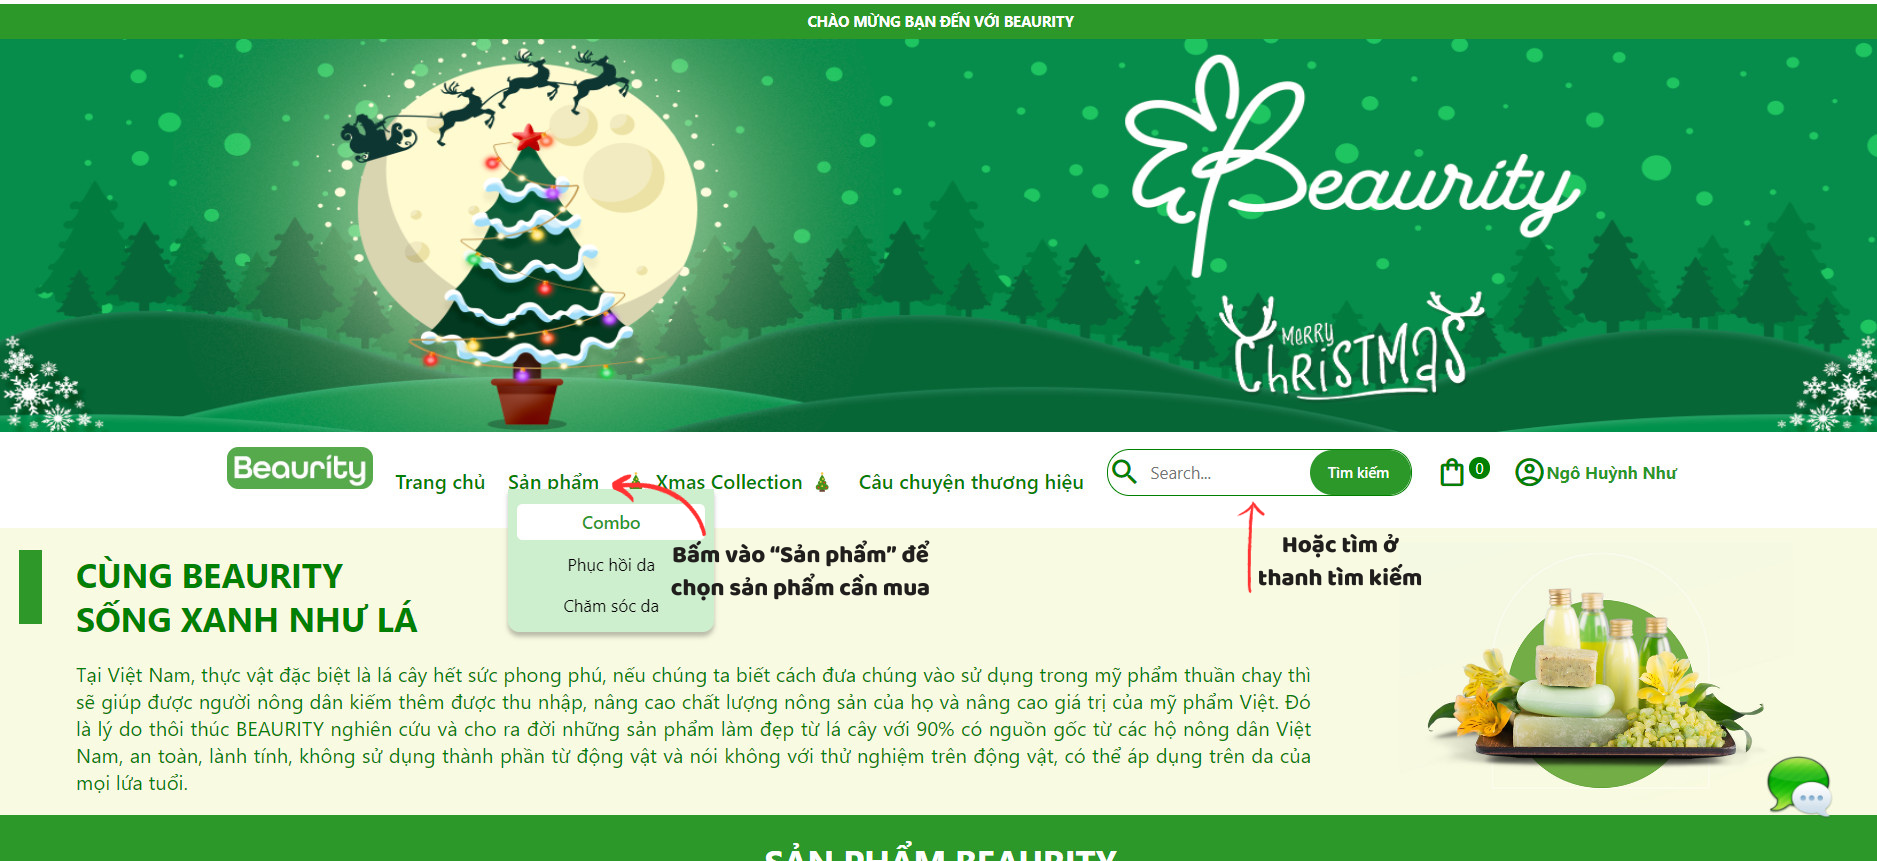 CHÀO MỪNG BẠN ĐẾN VỚI BEAURITY
Beaurity
MERRY
CHRISTMAS
Beaurity
Trang chủ
Sản phẩm
Xmas Collection
Câu chuyện thương hiệu
Search...
Tìm kiếm
0
Ngô Huỳnh Như
Combo
Phục hồi da
Chăm sóc da
Bấm vào “Sản phẩm” để
chọn sản phẩm cần mua
Hoặc tìm ở
thanh tìm kiếm
CÙNG BEAURITY
SỐNG XANH NHƯ LÁ
Tại Việt Nam, thực vật đặc biệt là lá cây hết sức phong phú, nếu chúng ta biết cách đưa chúng vào sử dụng trong mỹ phẩm thuần chay thì
sẽ giúp được người nông dân kiếm thêm được thu nhập, nâng cao chất lượng nông sản của họ và nâng cao giá trị của mỹ phẩm Việt. Đó
là lý do thôi thúc BEAURITY nghiên cứu và cho ra đời những sản phẩm làm đẹp từ lá cây với 90% có nguồn gốc từ các hộ nông dân Việt
Nam, an toàn, lành tính, không sử dụng thành phần từ động vật và nói không với thử nghiệm trên động vật, có thể áp dụng trên da của
mọi lứa tuổi.
SẢN PHẨM BEAURITY